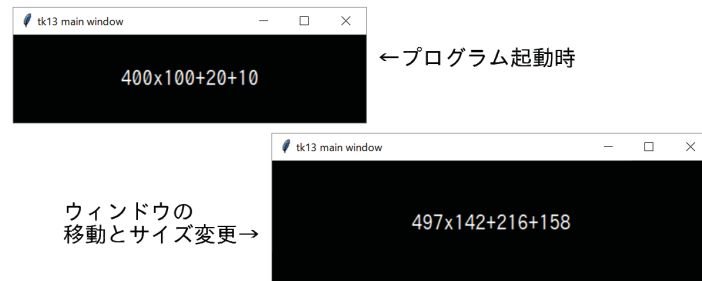 tk13 main window
400x100+20+10
←プログラム起動時
tk13 main window
497x142+216+158
ウィンドウの
移動とサイズ変更→